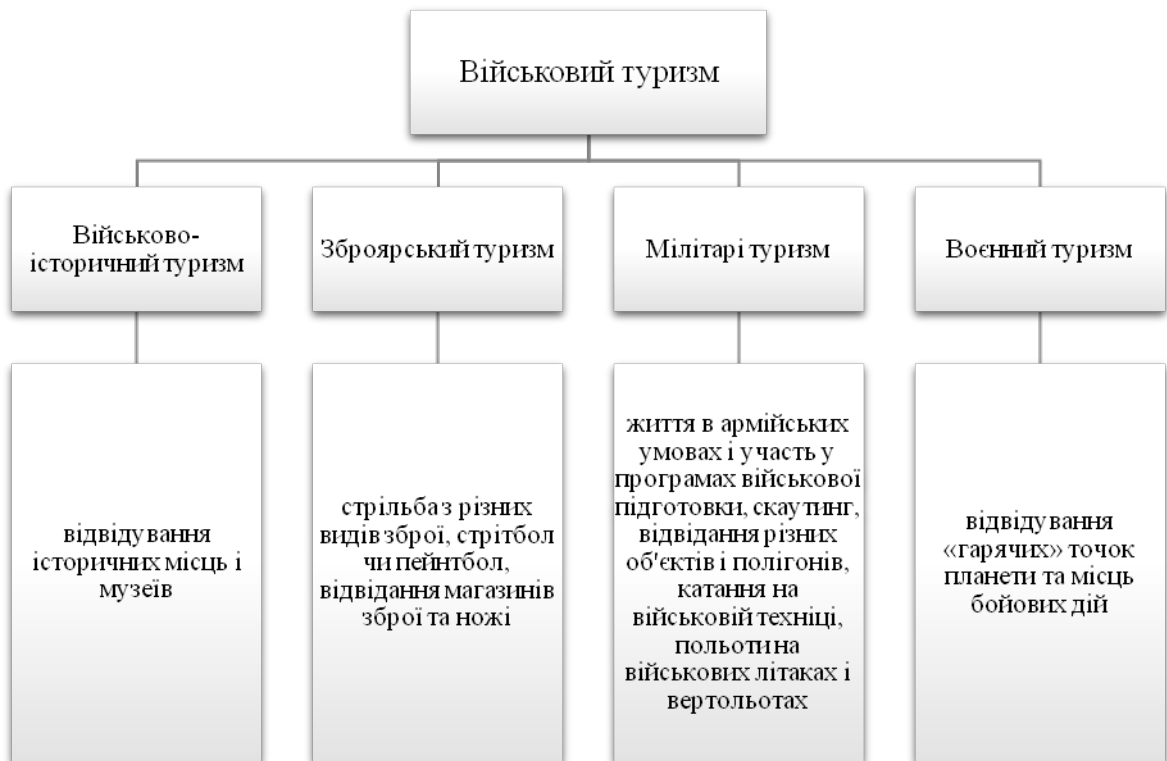 Військовий туризм
Військово-
історичний туризм
Зброярський туризм
Мілітарі туризм
Воєнний туризм
відвідування
історичних місць і
музеїв
стрільба з різних
видів зброї, стрітбол
чи пейнтбол,
відвідання магазинів
зброї та ножі
життя в армійських
умовах і участь у
програмах військової
підготовки, скаутинг,
відвідання різних
об'єктів і полігонів,
катання на
військовій техніці,
польоти на
військових літаках і
вертольотах
відвідування
«гарячих» точок
планети та місць
бойових дій